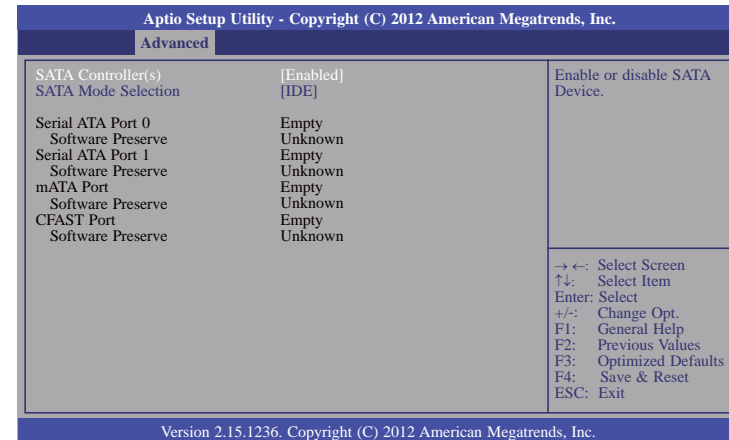 Aptio Setup Utility - Copyright (C) 2012 American Megatrends, Inc.
Advanced
SATA Controller(s) [Enabled]
SATA Mode Selection [IDE]
Serial ATA Port 0 Empty
Software Preserve Unknown
Serial ATA Port 1 Empty
Software Preserve Unknown
mATA Port Empty
Software Preserve Unknown
CFAST Port Empty
Software Preserve Unknown
Enable or disable SATA
Device.
→←: Select Screen
↑↓: Select Item
Enter: Select
+/-: Change Opt.
F1: General Help
F2: Previous Values
F3: Optimized Defaults
F4: Save & Reset
ESC: Exit
Version 2.15.1236. Copyright (C) 2012 American Megatrends, Inc.